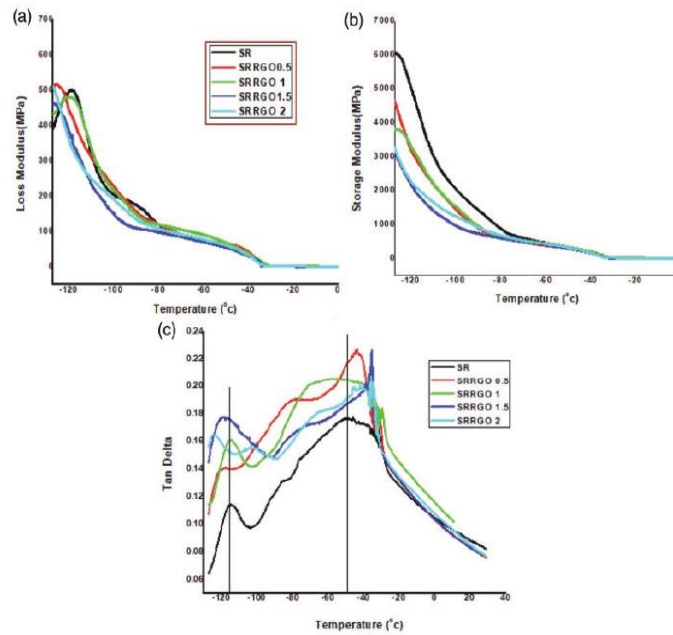 (a)
700
600
500
400
300
200
100
0
Loss Modulus(MPa)
-120 -100 -80 -60 -40 -20 0
Temperature (°c)
SR
SRRGO0.5
SRRGO 1
SRRGO1.5
SRRGO 2
(b)
7000
6000
5000
4000
3000
2000
1000
0
Storage Modulus(MPa)
-120 -100 -80 -60 -40 -20
Temperature (°c)
(c)
0.24
0.22
0.20
0.18
0.16
0.14
0.12
0.10
0.08
0.06
Tan Delta
-120 -100 -80 -60 -40 -20 0 20 40
Temperature (°c)
SR
SRRGO 0.5
SRRGO 1
SRRGO 1.5
SRRGO 2